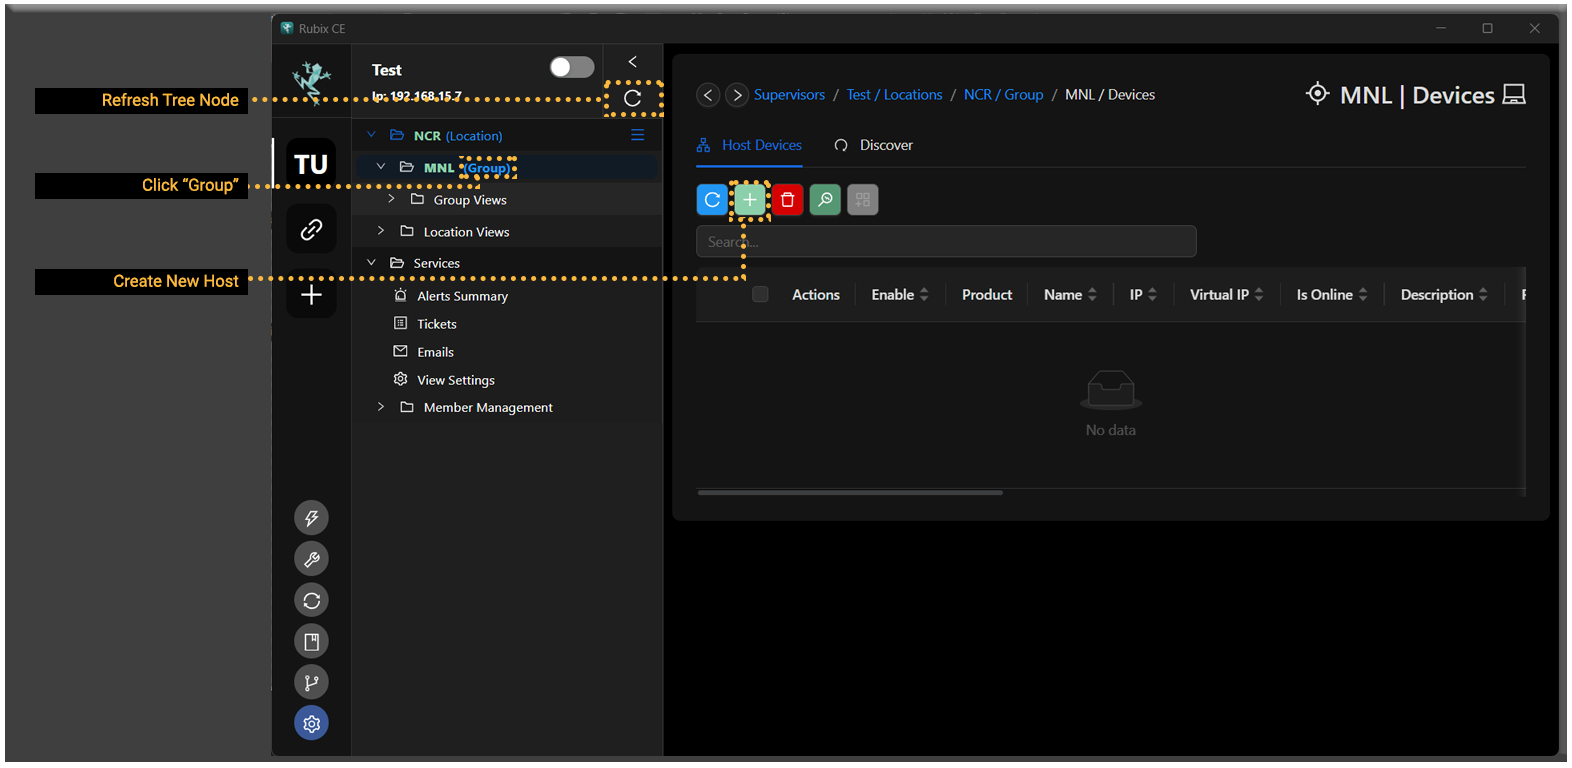 Rubix CE
Test
Ip: 192.168.15.7
Refresh Tree Node
Supervisors / Test / Locations / NCR / Group / MNL / Devices
MNL | Devices
NCR (Location)
Host Devices
Discover
TU
MNL (Group)
Click “Group”
Group Views
Location Views
Search...
Services
Create New Host
Alerts Summary
Actions Enable Product Name IP Virtual IP Is Online Description
Tickets
Emails
View Settings
Member Management
No data